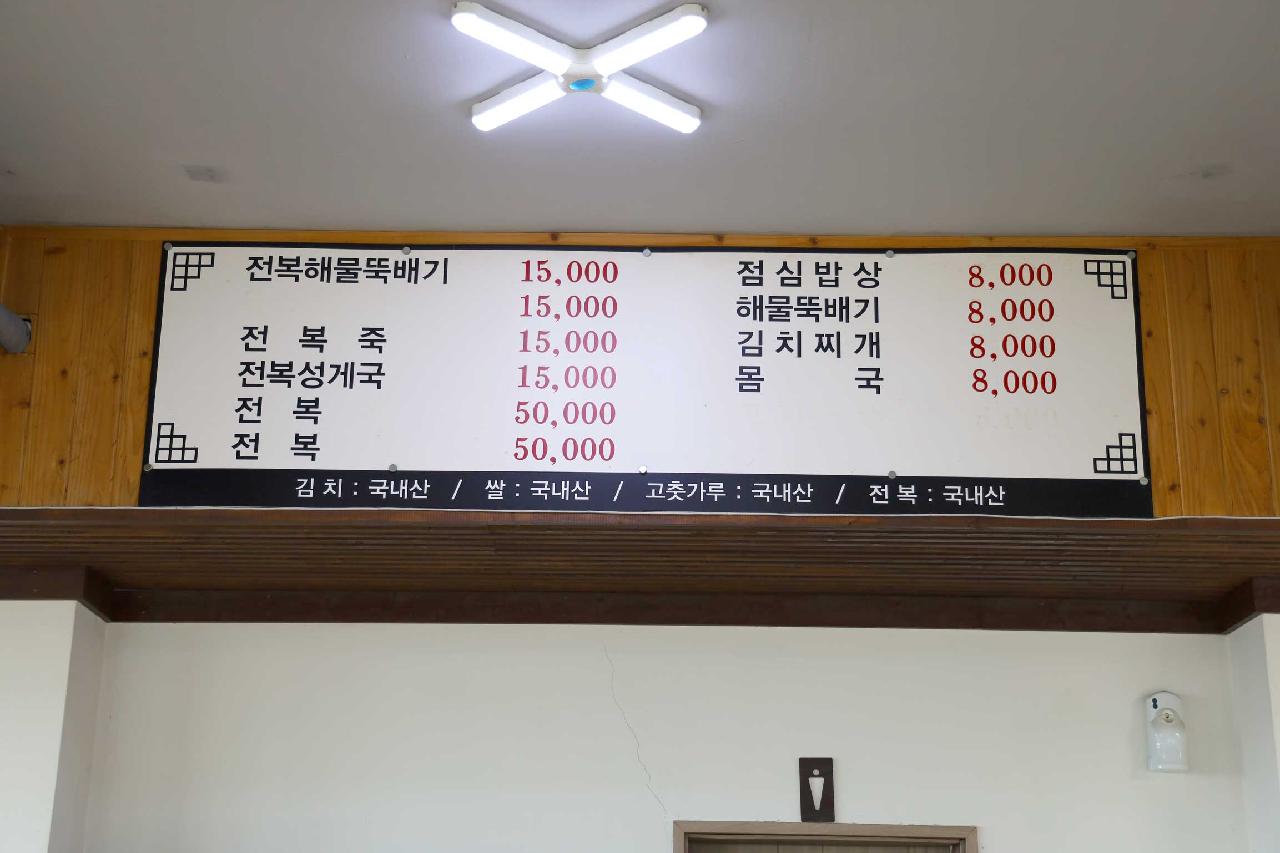 전복해물뚝배기 15,000
15,000
전 복 죽 15,000
전복성게국 15,000
전 복 50,000
전 복 50,000
점심밥상 8,000
해물뚝배기 8,000
김치찌개 8,000
몸 국 8,000
김 치 : 국내산 / 쌀 : 국내산 / 고춧가루 : 국내산 / 전 복 : 국내산